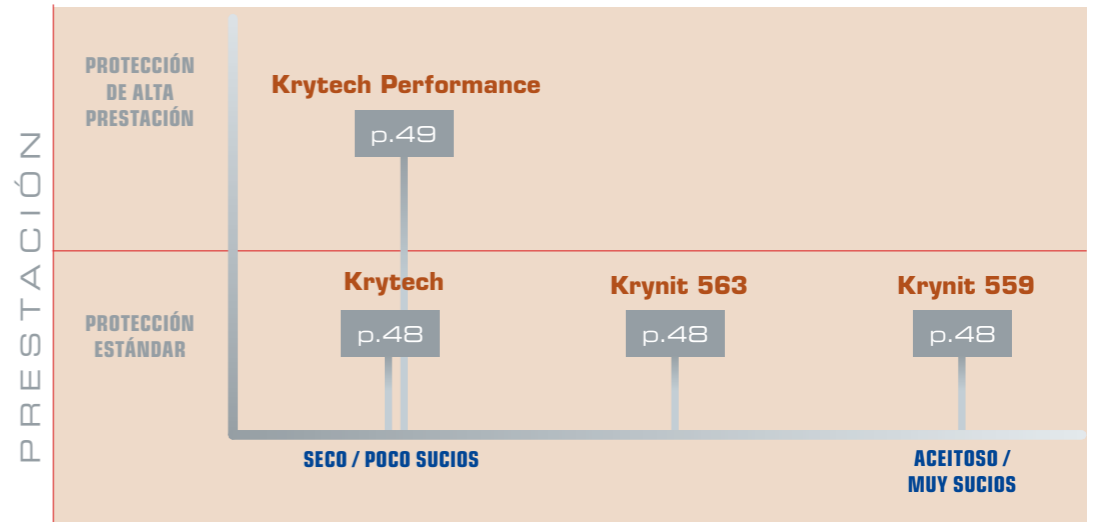 PRESTACIÓN
PROTECCIÓN
DE ALTA
PRESTACIÓN
Krytech Performance
p.49
PROTECCIÓN
ESTÁNDAR
Krytech
p.48
Krynit 563
p.48
Krynit 559
p.48
SECO / POCO SUCIOS
ACEITOSO /
MUY SUCIOS